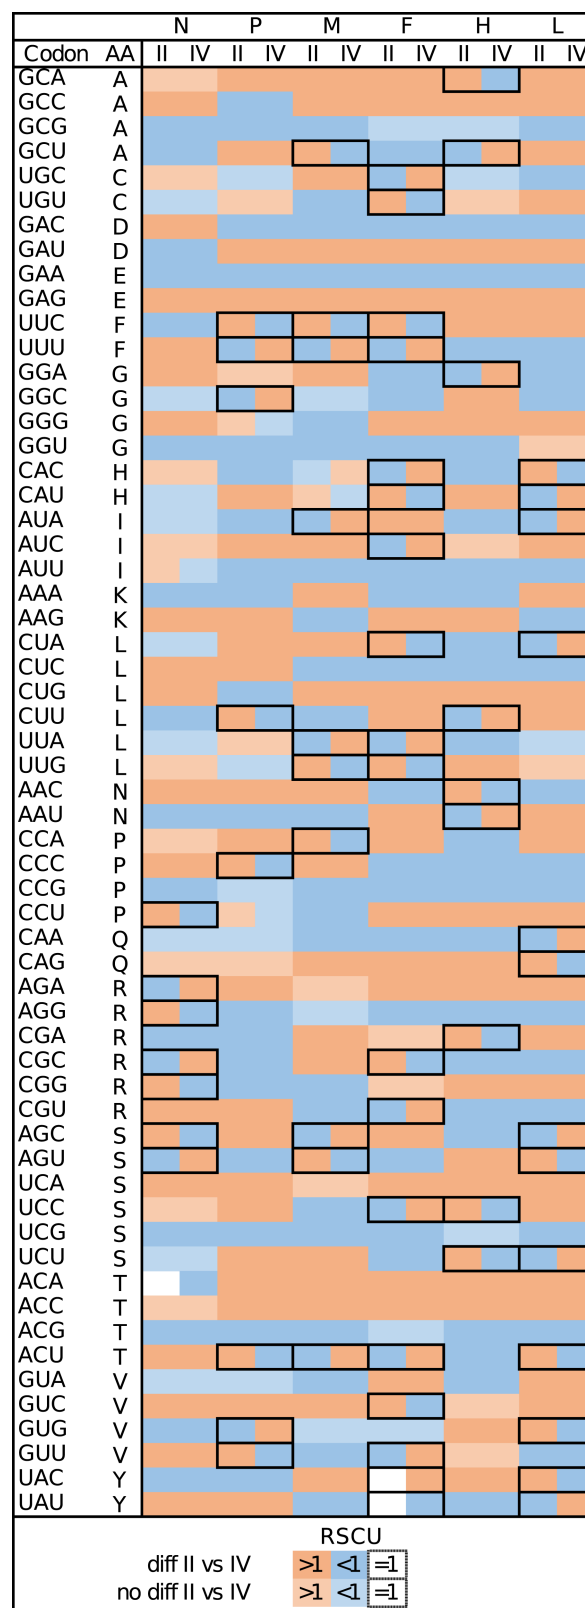 N P M F H L
Codon AA II IV II IV II IV II IV II IV II IV
GCA A
GCC A
GCG A
GCU A
UGC C
UGU C
GAC D
GAU D
GAA E
GAG E
UUC F
UUU F
GGA G
GGC G
GGG G
GGU G
CAC H
CAU H
AUA I
AUC I
AUU I
AAA K
AAG K
CUA L
CUC L
CUG L
CUU L
UUA L
UUG L
AAC N
AAU N
CCA P
CCC P
CCG P
CCU P
CAA Q
CAG Q
AGA R
AGG R
CGA R
CGC R
CGG R
CGU R
AGC S
AGU S
UCA S
UCC S
UCG S
UCU S
ACA T
ACC T
ACG T
ACU T
GUA V
GUC V
GUG V
GUU V
UAC Y
UAU Y
RSCU
diff II vs IV >1 <1 =1
no diff II vs IV >1 <1 =1